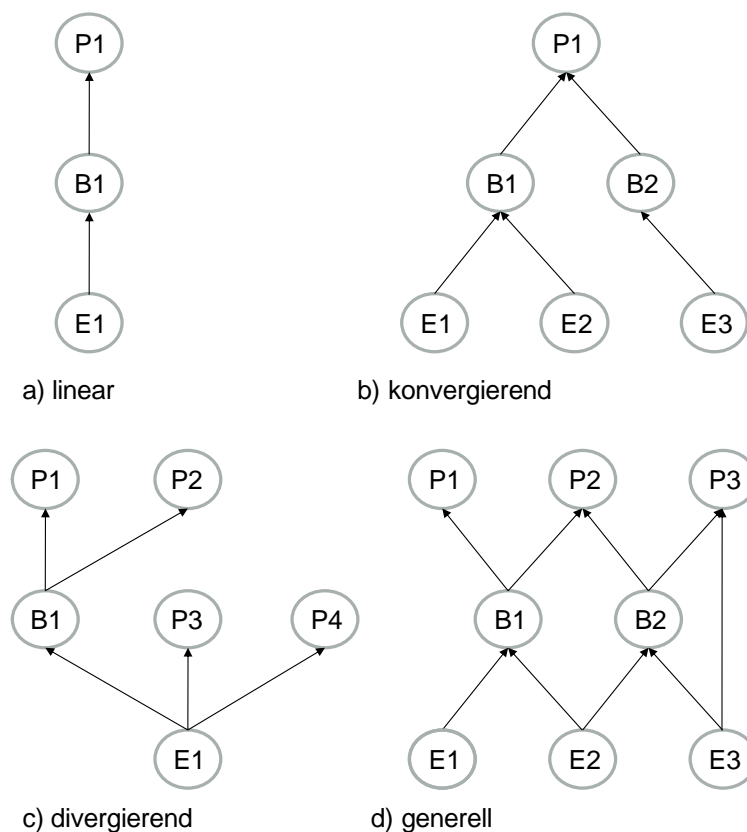 P1
B1
E1
a) linear
P1
B1 B2
E1 E2 E3
b) konvergierend
P1 P2
B1 P3 P4
E1
c) divergierend
P1 P2 P3
B1 B2
E1 E2 E3
d) generell